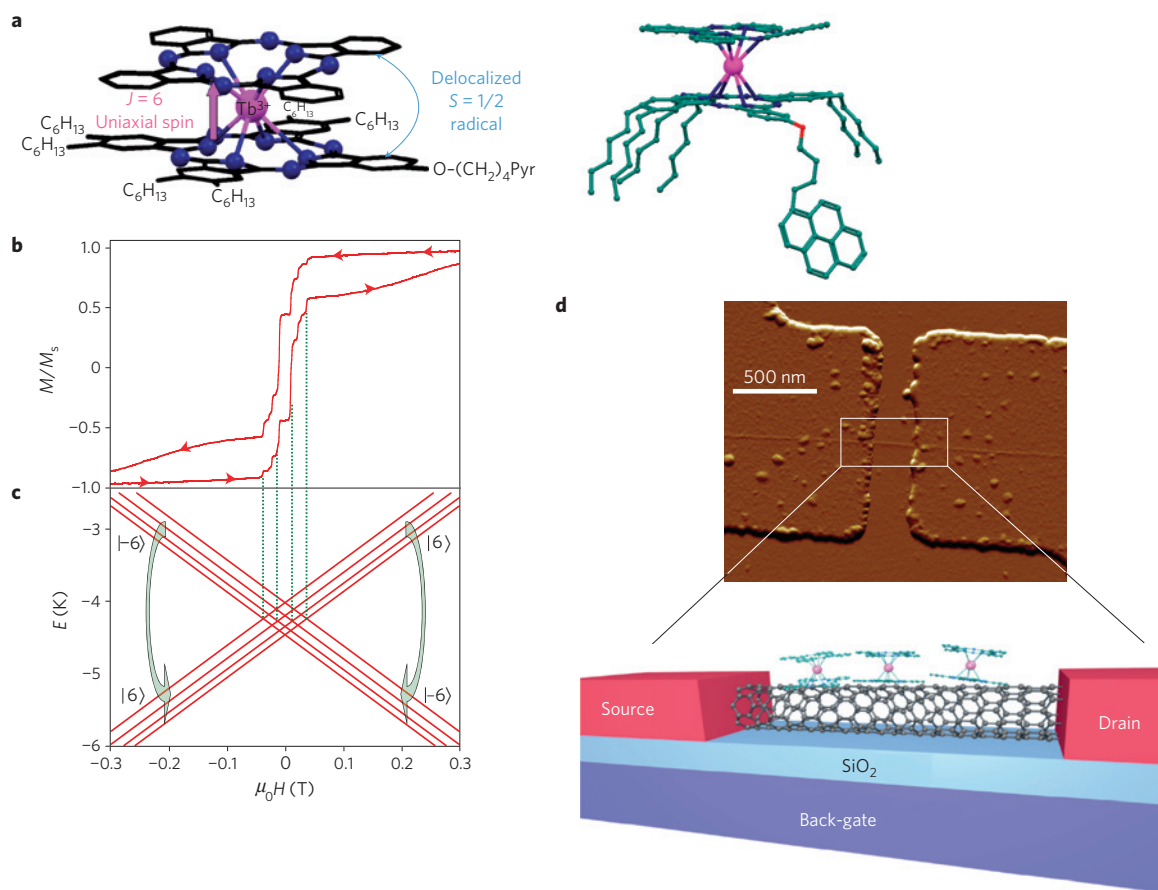 a
J = 6
Uniaxial spin
Tb³⁺
Delocalized
S = 1/2
radical
C₆H₁₃
C₆H₁₃
C₆H₁₃
C₆H₁₃
O–(CH₂)₄Pyr
C₆H₁₃
C₆H₁₃
b
1.0
0.5
0
−0.5
−1.0
M/Mₛ
c
−3
−4
−5
−6
E (K)
|−6⟩
|6⟩
|6⟩
|−6⟩
−0.3
−0.2
−0.1
0
0.1
0.2
0.3
μ₀H (T)
d
500 nm
Source
Drain
SiO₂
Back-gate